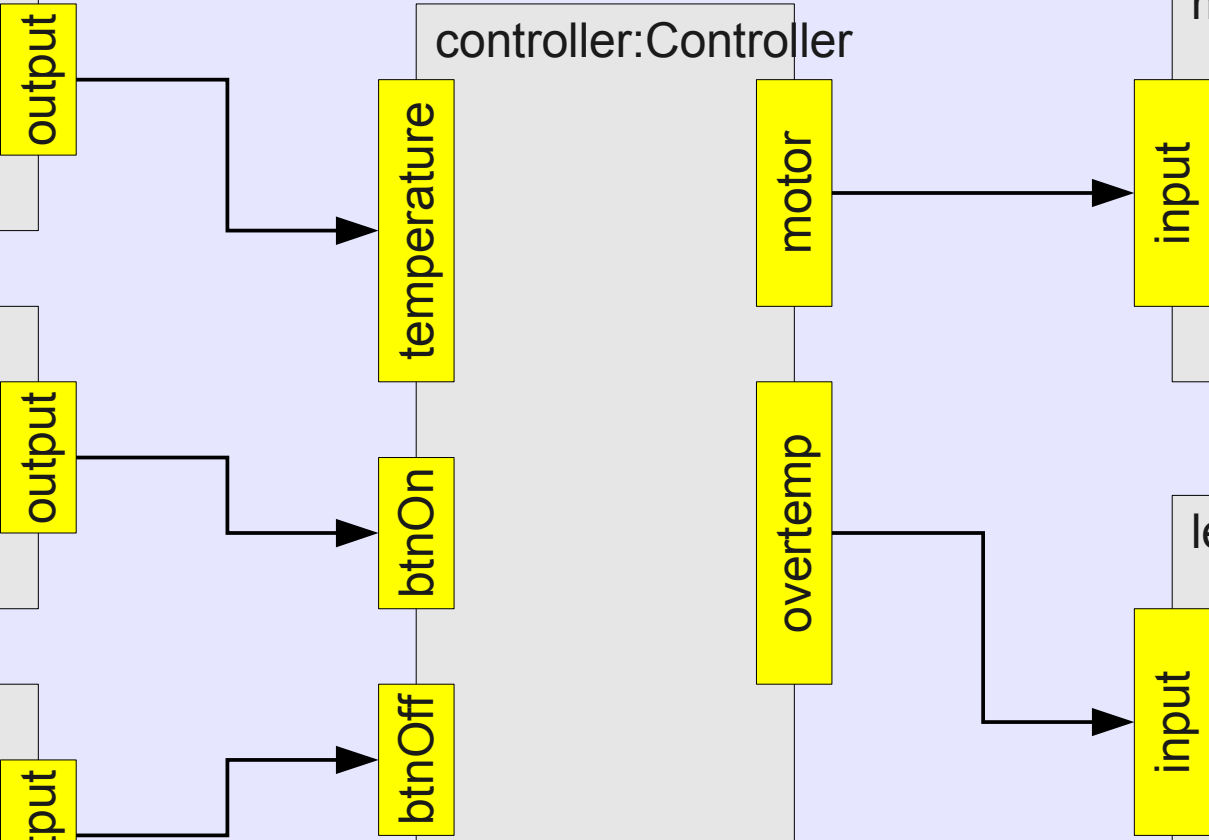 controller:Controller
output
temperature
motor
input
output
btnOn
overtemp
input
btnOff